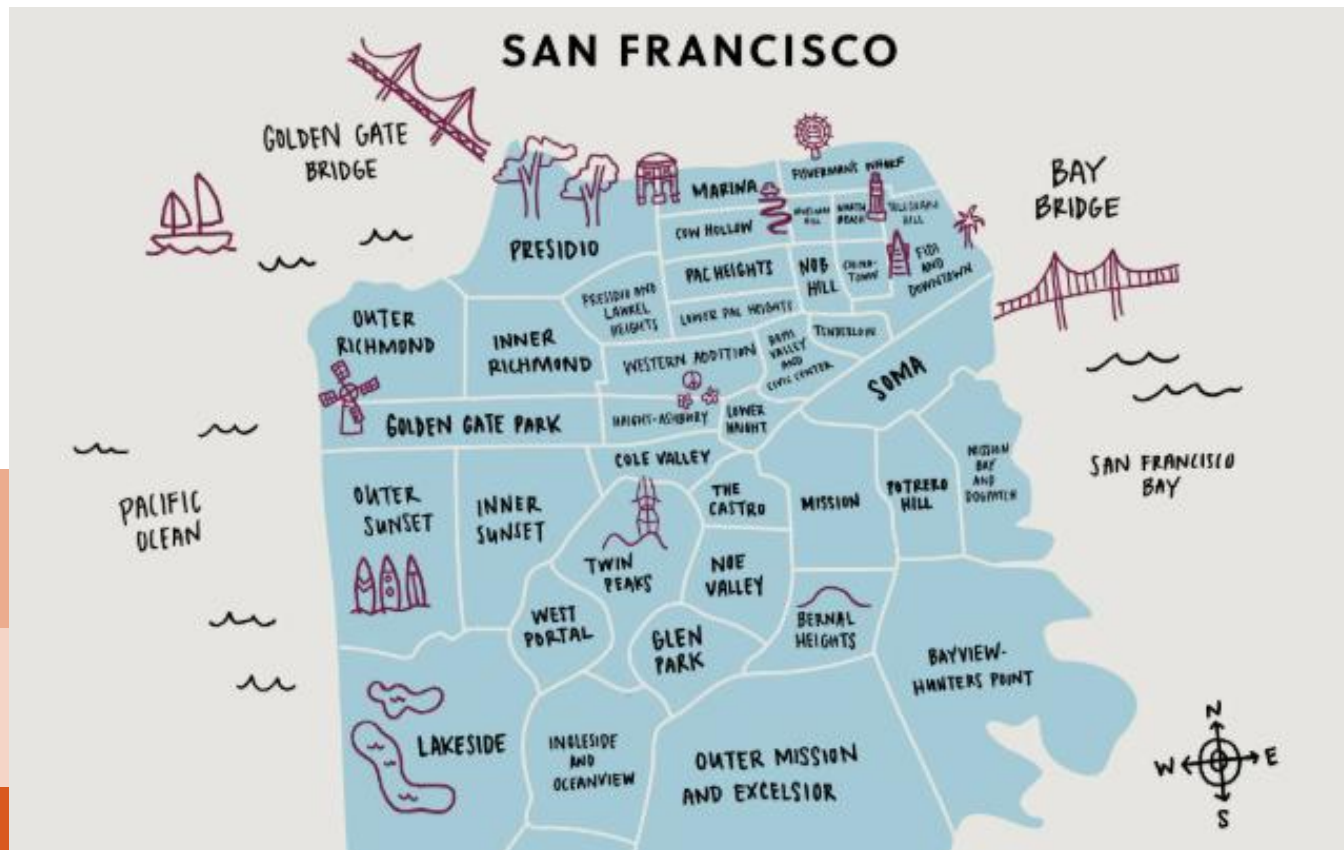 SAN FRANCISCO
GOLDEN GATE
BRIDGE
BAY
BRIDGE
FISHERMAN'S WHARF
MARINA
RUSSIAN
HILL
NORTH
BEACH
TELEGRAPH
HILL
COW HOLLOW
PRESIDIO
PAC HEIGHTS
NOB
HILL
CHINA-
TOWN
FIDI
AND
DOWNTOWN
PRESIDIO AND
LAUREL
HEIGHTS
LOWER PAC HEIGHTS
OUTER
RICHMOND
INNER
RICHMOND
WESTERN ADDITION
VALLEY
AND
CIVIC CENTER
TENDERLOIN
SOMA
GOLDEN GATE PARK
HAIGHT-ASHBURY
LOWER
HAIGHT
COLE VALLEY
PACIFIC
OCEAN
OUTER
SUNSET
INNER
SUNSET
THE
CASTRO
MISSION
POTRERO
HILL
MISSION
BAY
AND
DOGPATCH
SAN FRANCISCO
BAY
TWIN
PEAKS
NOE
VALLEY
WEST
PORTAL
GLEN
PARK
BERNAL
HEIGHTS
BAYVIEW-
HUNTERS POINT
LAKESIDE
INGLESIDE
AND
OCEANVIEW
OUTER MISSION
AND EXCELSIOR
N
W
E
S